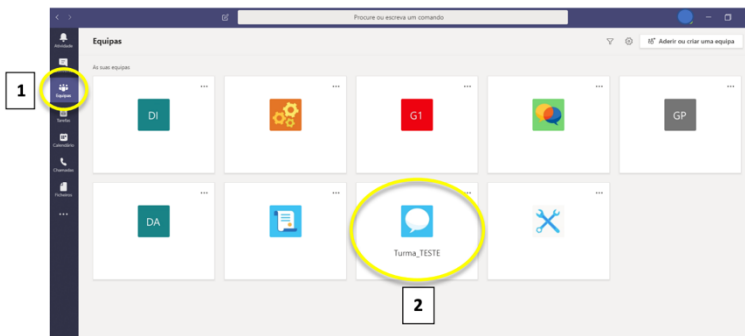 Procure ou escreva um comando
Atividade
Equipas
Aderir ou criar uma equipa
As suas equipas
1
Equipas
DI
G1
GP
Tarefas
Calendário
Chamadas
Ficheiros
DA
Turma_TESTE
2